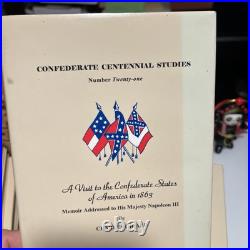 CONFEDERATE CENTENNIAL STUDIES
Number Twenty-one
A Visit to the Confederate States
of America in 1863
Memoir Addressed to His Majesty Napoleon III